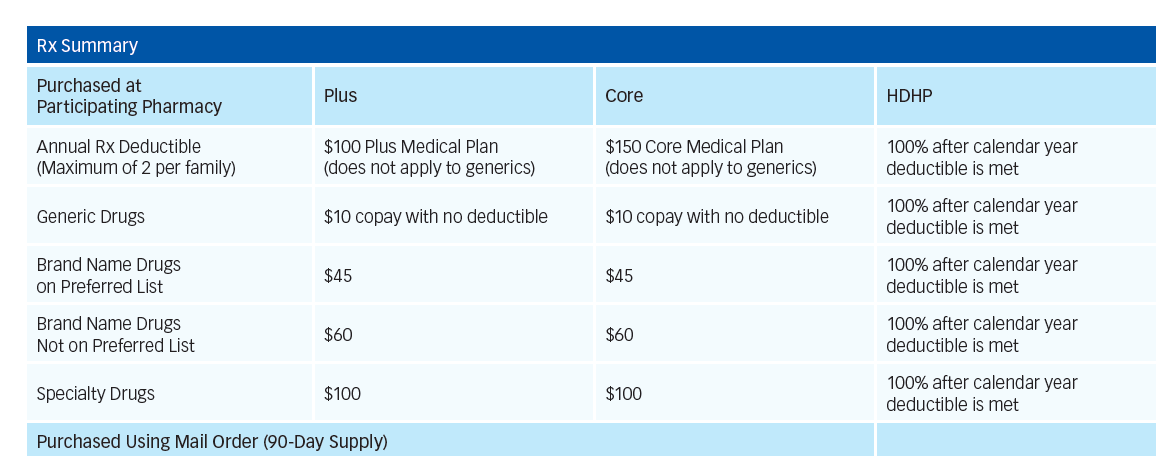 Rx Summary
Purchased at
Participating Pharmacy
Plus
Core
HDHP
Annual Rx Deductible
(Maximum of 2 per family)
$100 Plus Medical Plan
(does not apply to generics)
$150 Core Medical Plan
(does not apply to generics)
100% after calendar year
deductible is met
Generic Drugs
$10 copay with no deductible
$10 copay with no deductible
100% after calendar year
deductible is met
Brand Name Drugs
on Preferred List
$45
$45
100% after calendar year
deductible is met
Brand Name Drugs
Not on Preferred List
$60
$60
100% after calendar year
deductible is met
Specialty Drugs
$100
$100
100% after calendar year
deductible is met
Purchased Using Mail Order (90-Day Supply)